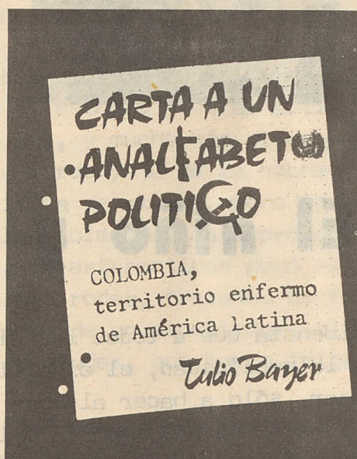 CARTA A UN
ANALFABETO
POLITICO
COLOMBIA,
territorio enfermo
de América Latina
Tulio Bayer